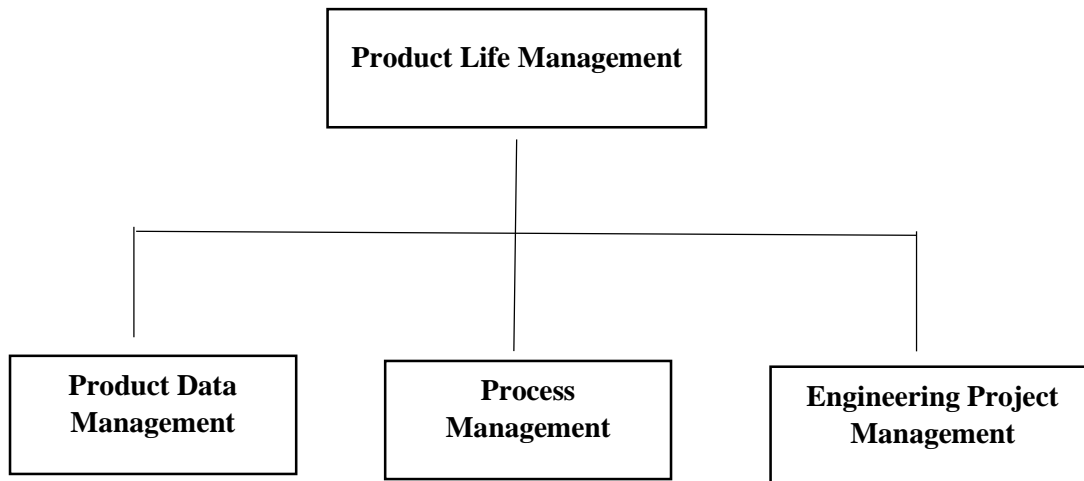 Product Life Management
Product Data
Management
Process
Management
Engineering Project
Management